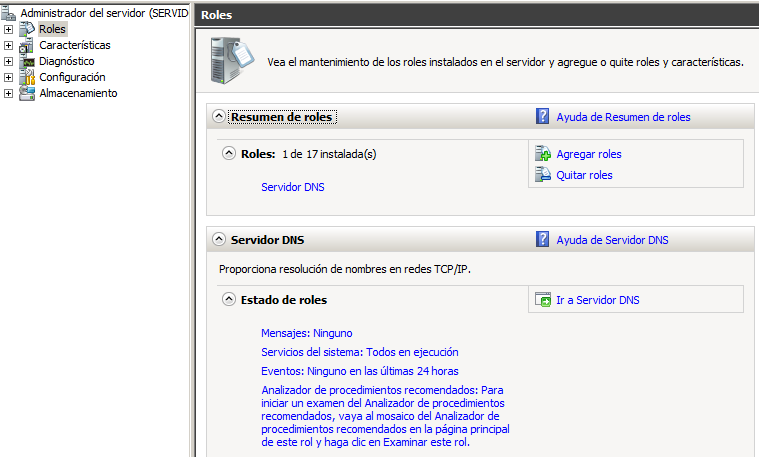 Administrador del servidor (SERVID
Roles
Características
Diagnóstico
Configuración
Almacenamiento
Roles
Vea el mantenimiento de los roles instalados en el servidor y agregue o quite roles y características.
Resumen de roles
Ayuda de Resumen de roles
Roles: 1 de 17 instalada(s)
Agregar roles
Quitar roles
Servidor DNS
Servidor DNS
Ayuda de Servidor DNS
Proporciona resolución de nombres en redes TCP/IP.
Estado de roles
Ir a Servidor DNS
Mensajes: Ninguno
Servicios del sistema: Todos en ejecución
Eventos: Ninguno en las últimas 24 horas
Analizador de procedimientos recomendados: Para
iniciar un examen del Analizador de procedimientos
recomendados, vaya al mosaico del Analizador de
procedimientos recomendados en la página principal
de este rol y haga clic en Examinar este rol.